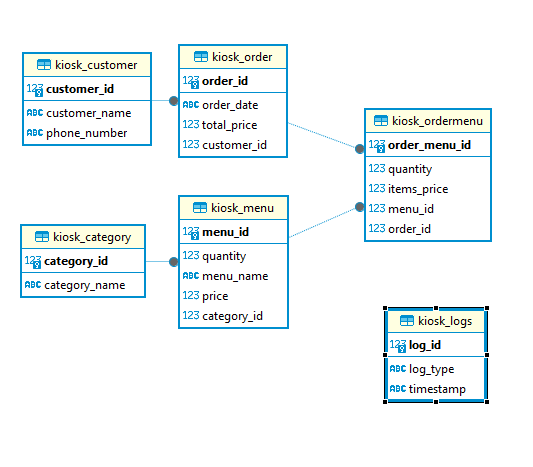 kiosk_customer
123 customer_id
ABC customer_name
ABC phone_number
kiosk_order
123 order_id
ABC order_date
123 total_price
123 customer_id
kiosk_ordermenu
123 order_menu_id
123 quantity
123 items_price
123 menu_id
123 order_id
kiosk_category
123 category_id
ABC category_name
kiosk_menu
123 menu_id
123 quantity
ABC menu_name
123 price
123 category_id
kiosk_logs
123 log_id
ABC log_type
ABC timestamp